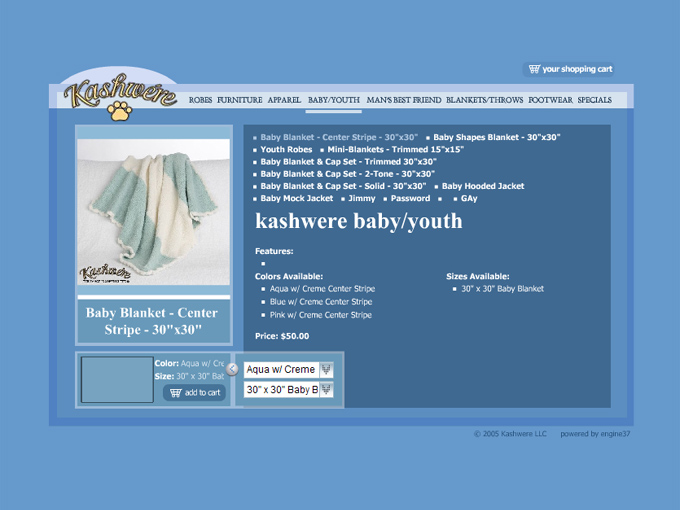 your shopping cart
Kashwere
ROBES FURNITURE APPAREL BABY/YOUTH MAN'S BEST FRIEND BLANKETS/THROWS FOOTWEAR SPECIALS
Baby Blanket - Center Stripe - 30"x30" Baby Shapes Blanket - 30"x30"
Youth Robes Mini-Blankets - Trimmed 15"x15"
Baby Blanket & Cap Set - Trimmed 30"x30"
Baby Blanket & Cap Set - 2-Tone - 30"x30"
Baby Blanket & Cap Set - Solid - 30"x30" Baby Hooded Jacket
Baby Mock Jacket Jimmy Password GAy
kashwere baby/youth
Features:
Colors Available: Sizes Available:
Aqua w/ Creme Center Stripe 30" x 30" Baby Blanket
Blue w/ Creme Center Stripe
Pink w/ Creme Center Stripe
Price: $50.00
Kashwere
Baby Blanket - Center
Stripe - 30"x30"
Color: Aqua w/ Cre
Size: 30" x 30" Bab
add to cart
Aqua w/ Creme
30" x 30" Baby B
© 2005 Kashwere LLC powered by engine37